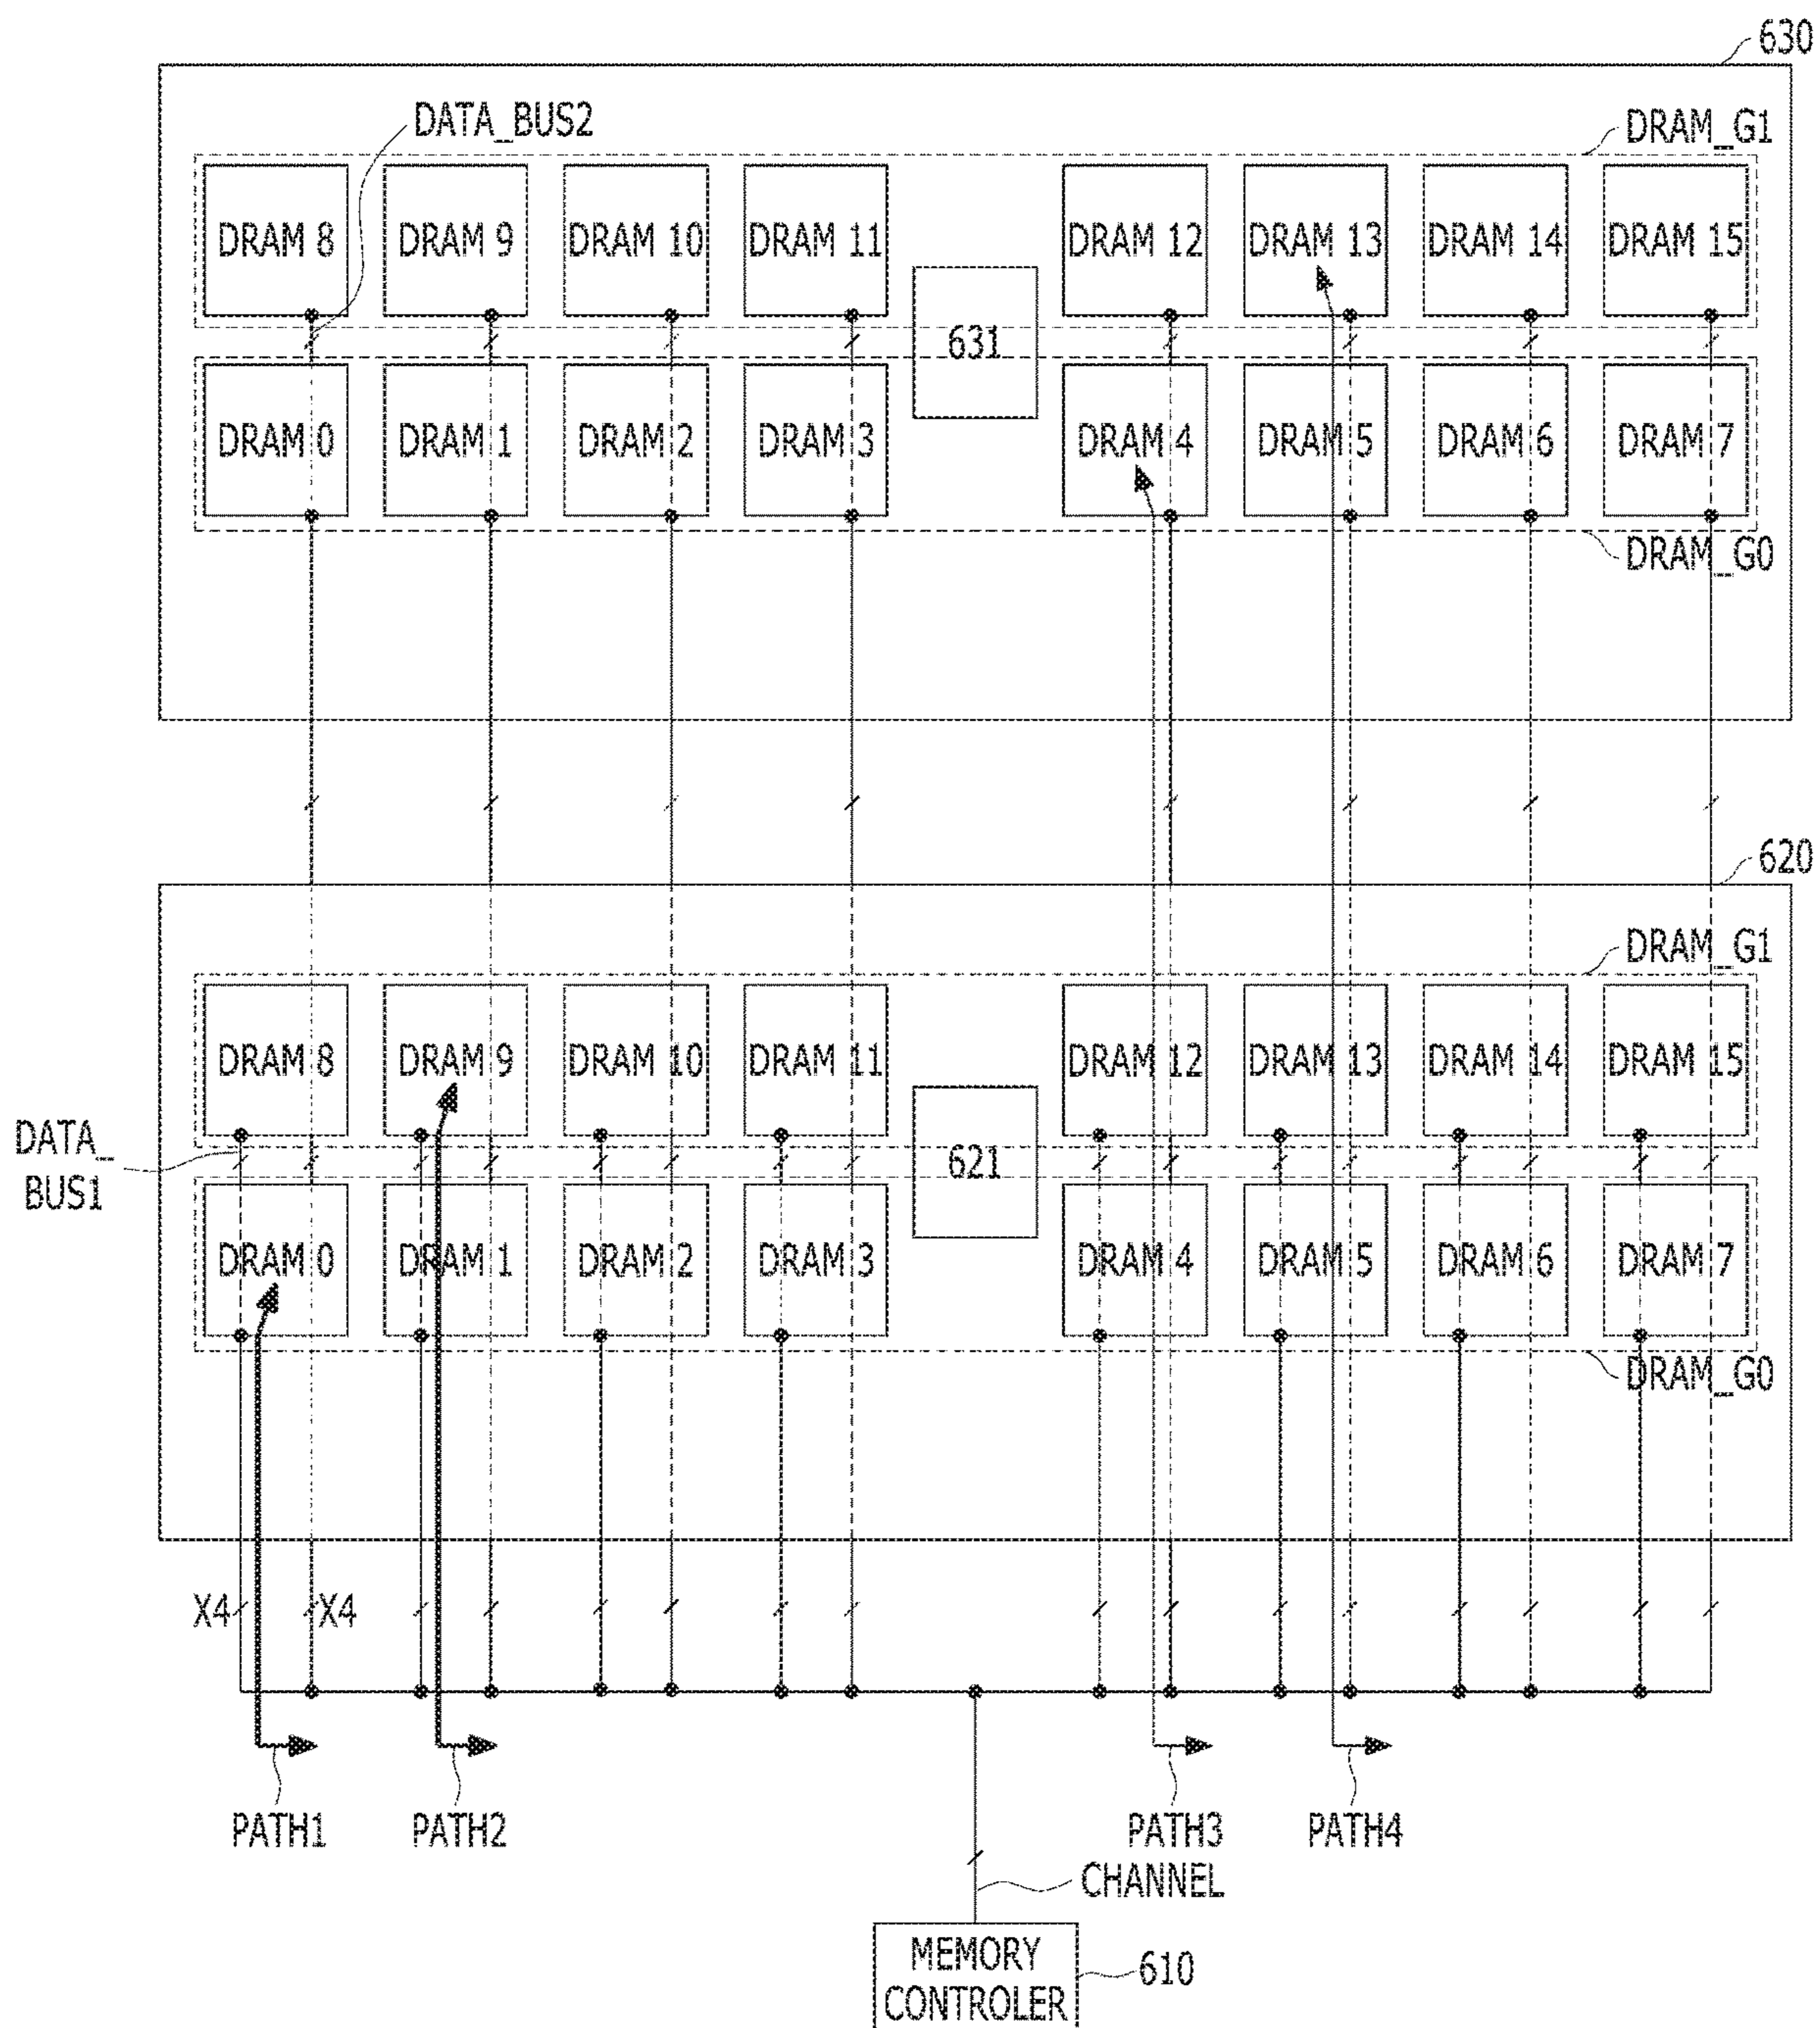 630
DATA_BUS2
DRAM_G1
DRAM 8 DRAM 9 DRAM 10 DRAM 11 DRAM 12 DRAM 13 DRAM 14 DRAM 15
631
DRAM 0 DRAM 1 DRAM 2 DRAM 3 DRAM 4 DRAM 5 DRAM 6 DRAM 7
DRAM_G0
620
DRAM_G1
DRAM 8 DRAM 9 DRAM 10 DRAM 11 DRAM 12 DRAM 13 DRAM 14 DRAM 15
DATA_
BUS1
621
DRAM 0 DRAM 1 DRAM 2 DRAM 3 DRAM 4 DRAM 5 DRAM 6 DRAM 7
DRAM_G0
X4 X4
PATH1 PATH2 PATH3 PATH4
CHANNEL
MEMORY
CONTROLER
610